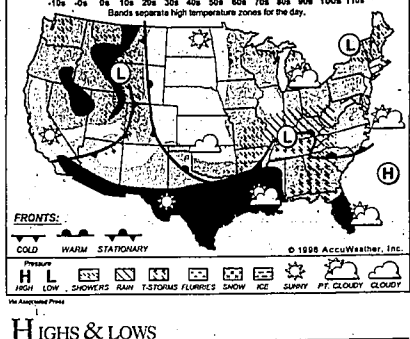 -10s -0s 0s 10s 20s 30s 40s 50s 60s 70s 80s 90s 100s 110s
Bands separate high temperature zones for the day.
L
L
L
H
FRONTS:
COLD WARM STATIONARY
© 1996 AccuWeather, Inc.
Pressure
H L
HIGH LOW SHOWERS RAIN T-STORMS FLURRIES SNOW ICE SUNNY PT. CLOUDY CLOUDY
Via Associated Press
HIGHS & LOWS